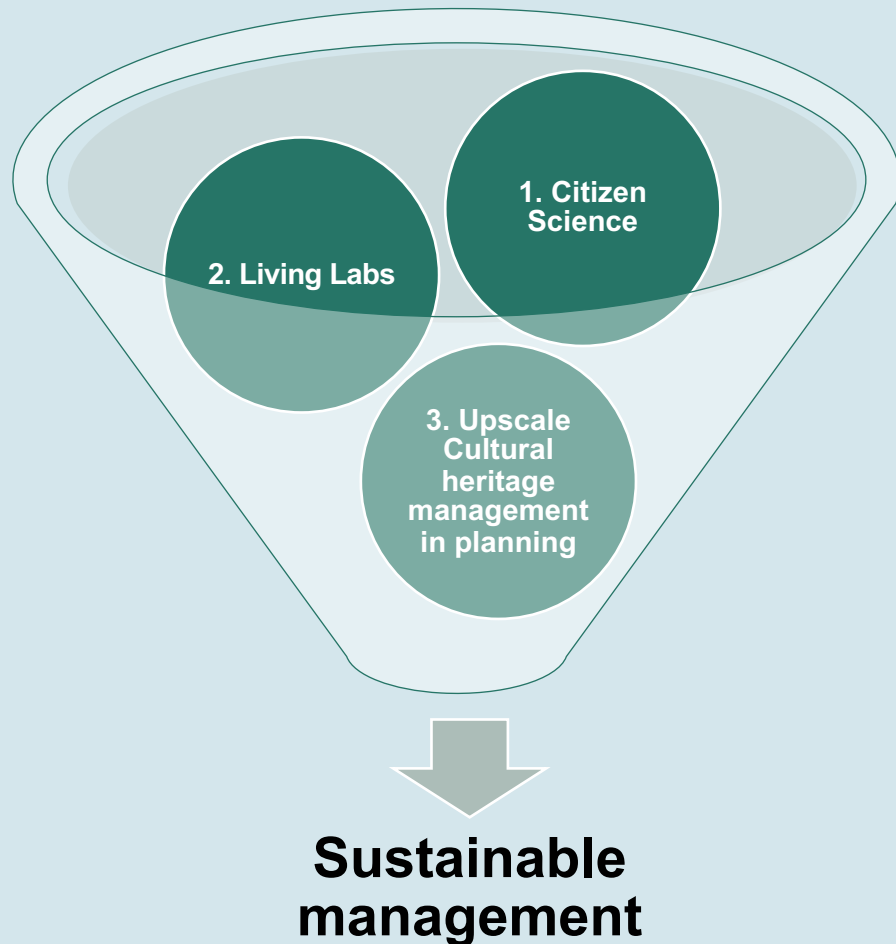 1. Citizen
Science
2. Living Labs
3. Upscale
Cultural
heritage
management
in planning
Sustainable
management